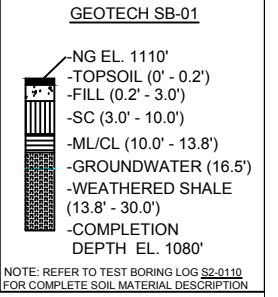 GEOTECH SB-01
-NG EL. 1110'
-TOPSOIL (0' - 0.2')
-FILL (0.2' - 3.0')
-SC (3.0' - 10.0')
-ML/CL (10.0' - 13.8')
-GROUNDWATER (16.5')
-WEATHERED SHALE
(13.8' - 30.0')
-COMPLETION
DEPTH EL. 1080'
NOTE: REFER TO TEST BORING LOG S2-0110
FOR COMPLETE SOIL MATERIAL DESCRIPTION